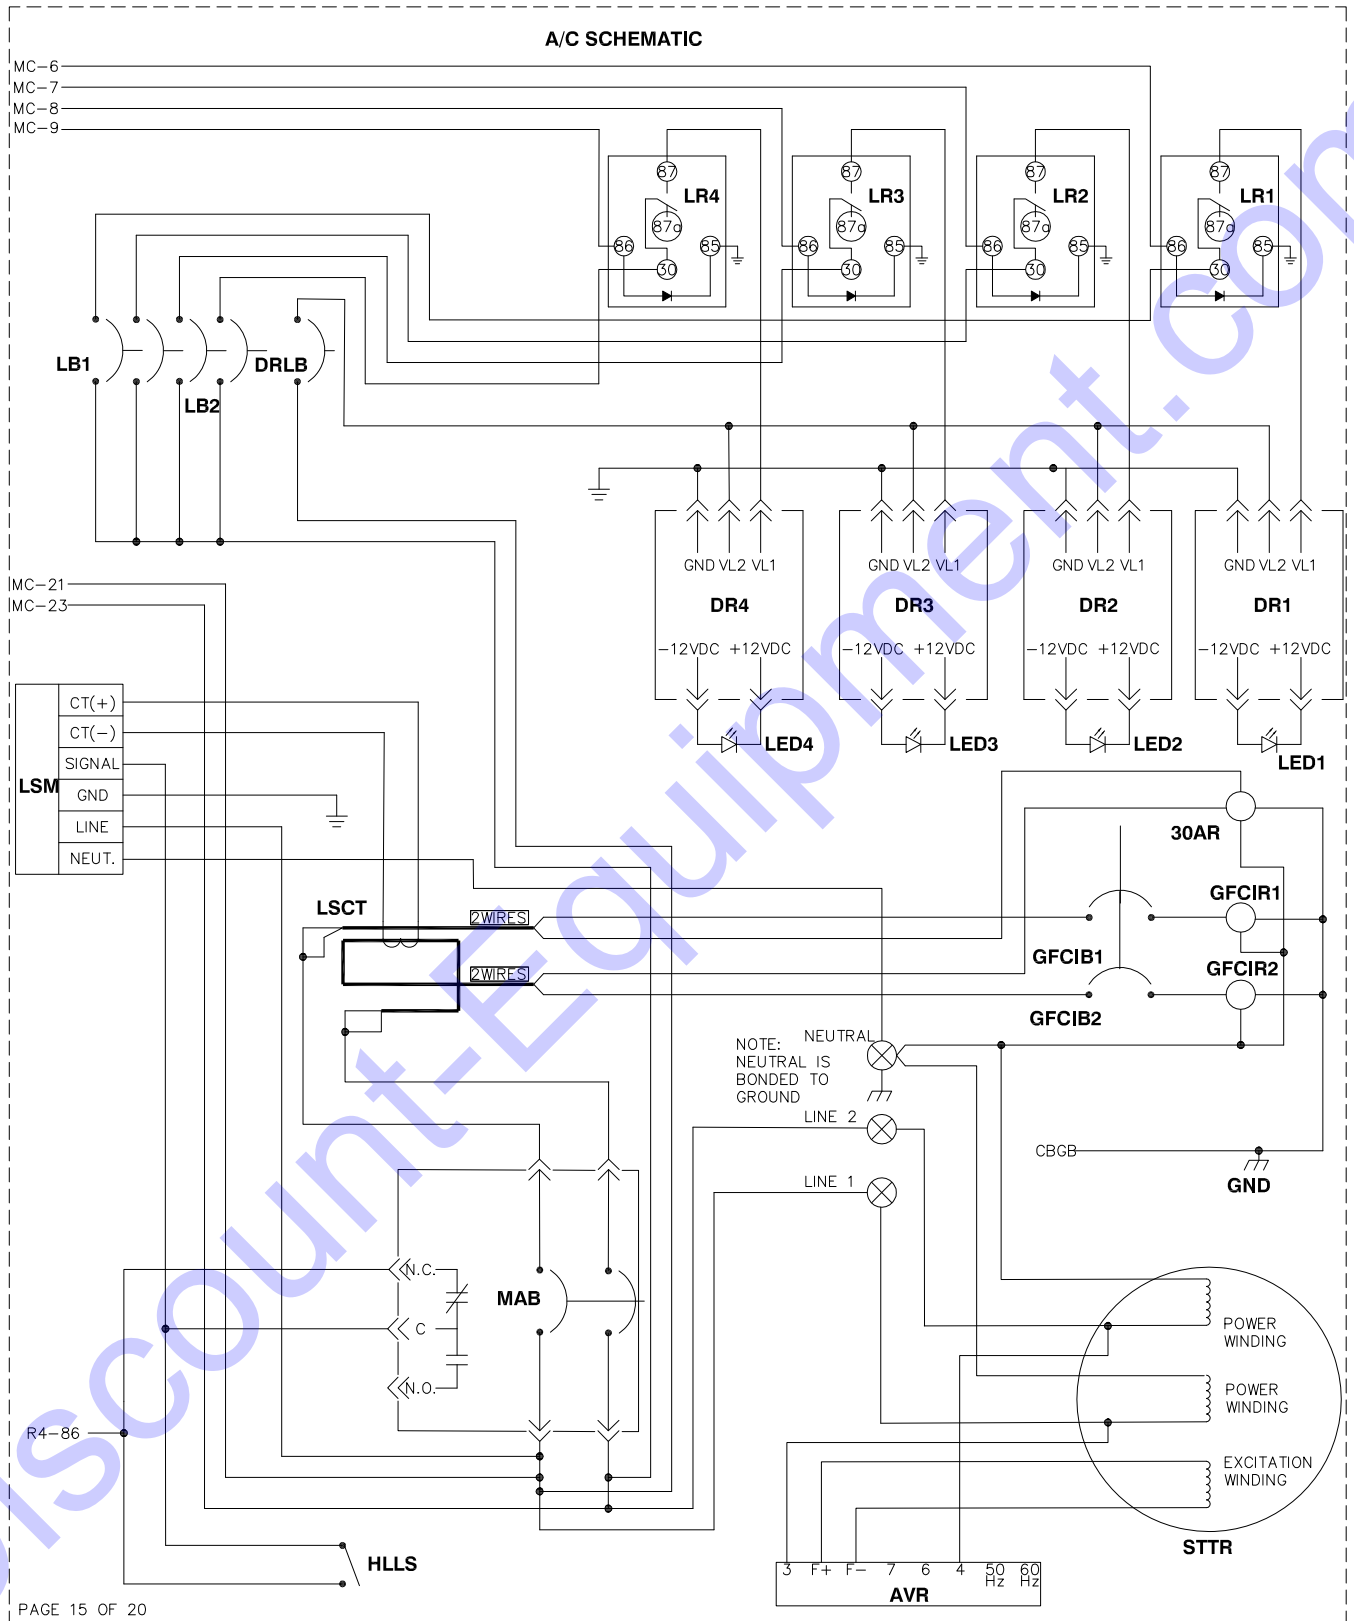 A/C SCHEMATIC
MC-6
MC-7
MC-8
MC-9
87 87 87 87
LR4 LR3 LR2 LR1
87a 87a 87a 87a
86 85 86 85 86 85 86 85
30 30 30 30
LB1 DRLB
LB2
GND VL2 VL1 GND VL2 VL1 GND VL2 VL1 GND VL2 VL1
MC-21
MC-23
DR4 DR3 DR2 DR1
-12VDC +12VDC -12VDC +12VDC -12VDC +12VDC -12VDC +12VDC
LED4 LED3 LED2 LED1
LSM
CT(+)
CT(-)
SIGNAL
GND
LINE
NEUT.
30AR
LSCT
2WIRES
GFCIR1
GFCIB1
2WIRES
GFCIR2
GFCIB2
NEUTRAL
NOTE:
NEUTRAL IS
BONDED TO
GROUND
LINE 2
CBGB
GND
LINE 1
N.C.
MAB
C
N.O.
POWER
WINDING
POWER
WINDING
R4-86
EXCITATION
WINDING
STTR
HLLS
3 F+ F- 7 6 4 50 Hz 60 Hz
AVR
PAGE 15 OF 20
Discount-Equipment.com